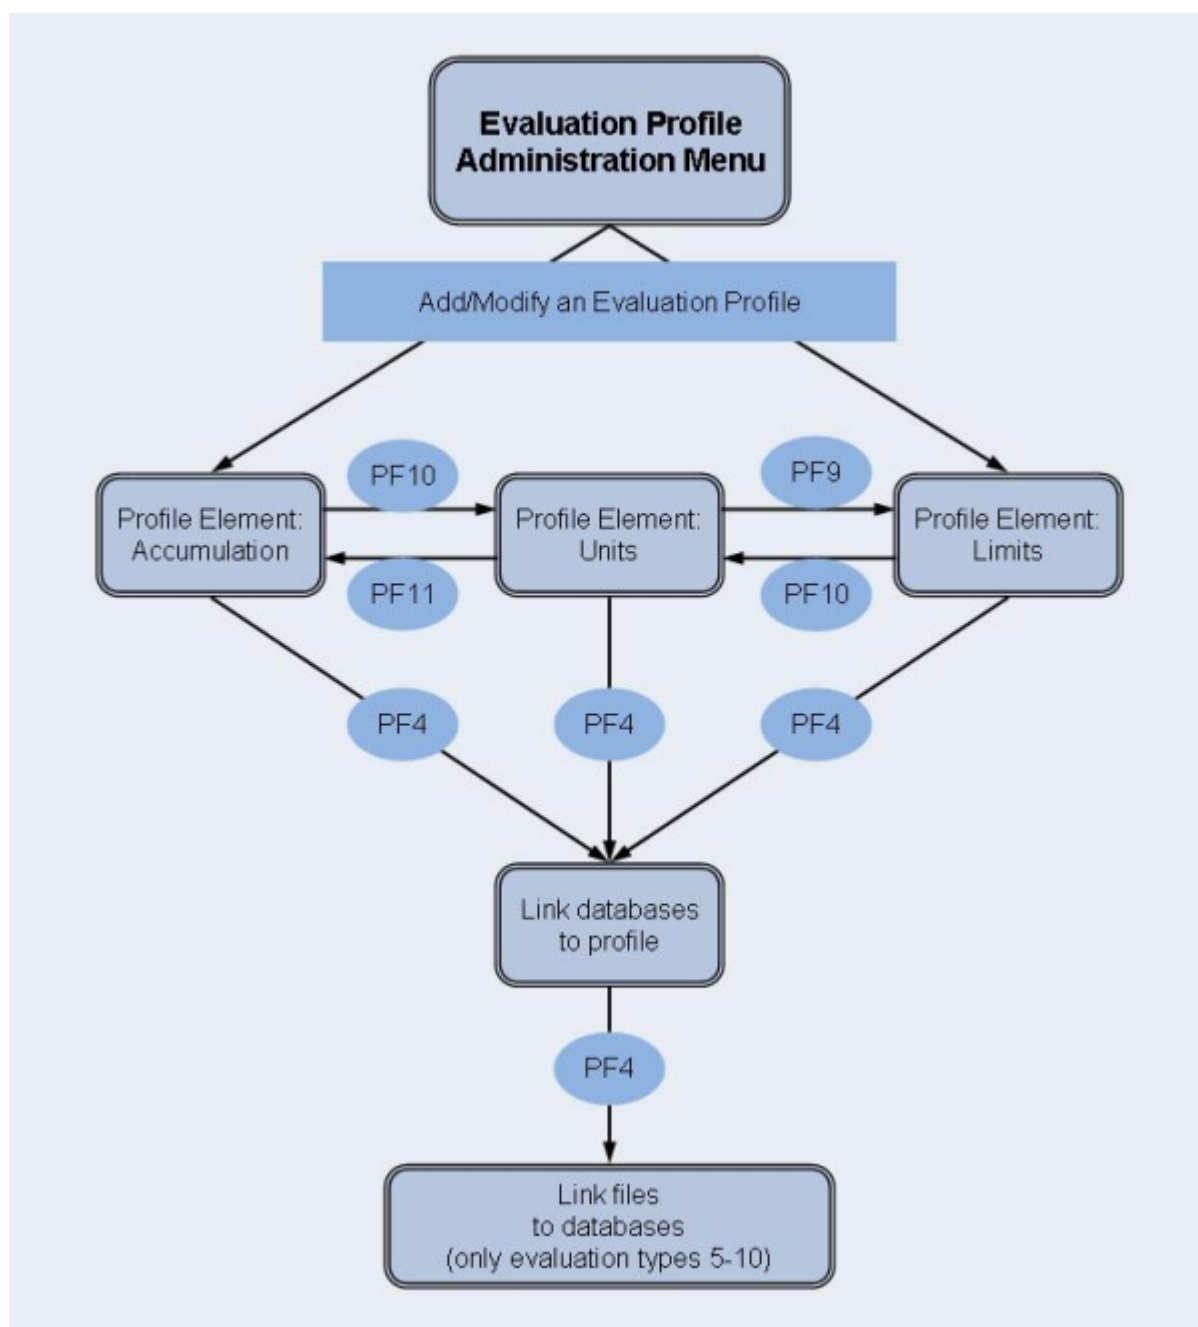 Evaluation Profile
Administration Menu
Add/Modify an Evaluation Profile
PF10
PF9
Profile Element:
Accumulation
Profile Element:
Units
Profile Element:
Limits
PF11
PF10
PF4
PF4
PF4
Link databases
to profile
PF4
Link files
to databases
(only evaluation types 5-10)